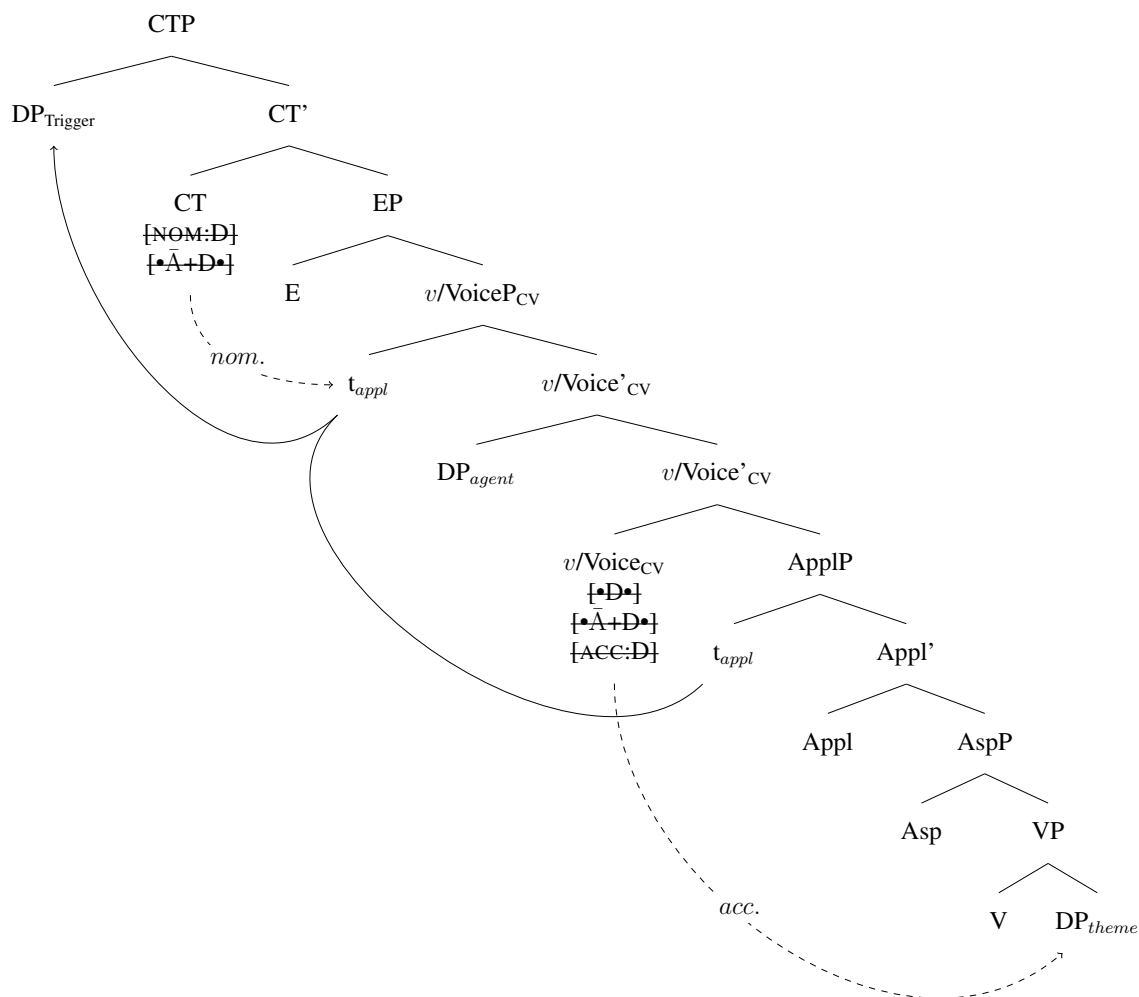 CTP
DP_Trigger CT’
CT EP
[NOM:D]
[•Ā+D•]
E v/VoiceP_CV
nom.
t_appl v/Voice’_CV
DP_agent v/Voice’_CV
v/Voice_CV ApplP
[•D•]
[•Ā+D•]
[ACC:D] t_appl Appl’
Appl AspP
Asp VP
acc. V DP_theme